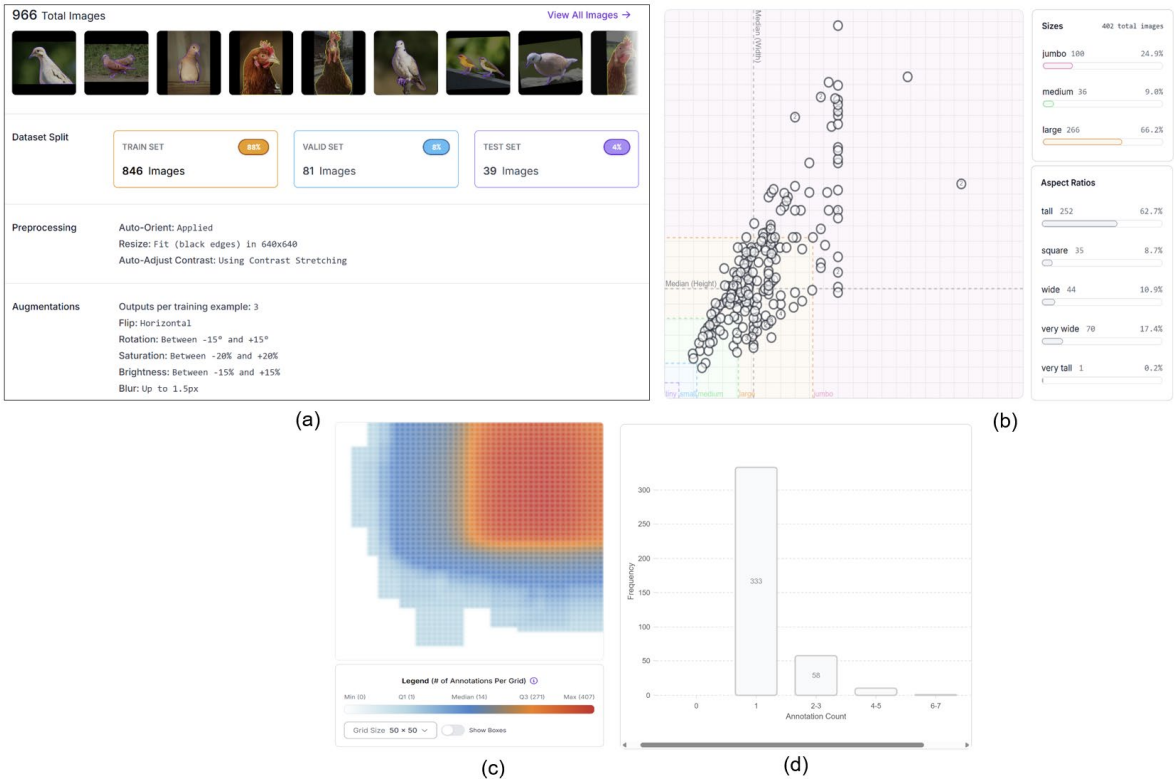 966 Total Images
View All Images →
Dataset Split
TRAIN SET
88%
846 Images
VALID SET
8%
81 Images
TEST SET
4%
39 Images
Preprocessing
Auto-Orient: Applied
Resize: Fit (black edges) in 640x640
Auto-Adjust Contrast: Using Contrast Stretching
Augmentations
Outputs per training example: 3
Flip: Horizontal
Rotation: Between -15° and +15°
Saturation: Between -20% and +20%
Brightness: Between -15% and +15%
Blur: Up to 1.5px
(a)
Median (Width)
Median (Height)
tiny
medium
large
jumbo
Sizes 402 total images
jumbo 100 24.9%
medium 36 9.0%
large 266 66.2%
Aspect Ratios
tall 252 62.7%
square 35 8.7%
wide 44 10.9%
very wide 70 17.4%
very tall 1 0.2%
(b)
Legend (# of Annotations Per Grid)
Min (0) Q1 (1) Median (14) Q3 (271) Max (407)
Grid Size 50 × 50
Show Boxes
(c)
Frequency
300
250
200
150
100
50
0
333
58
0 1 2-3 4-5 6-7
Annotation Count
(d)